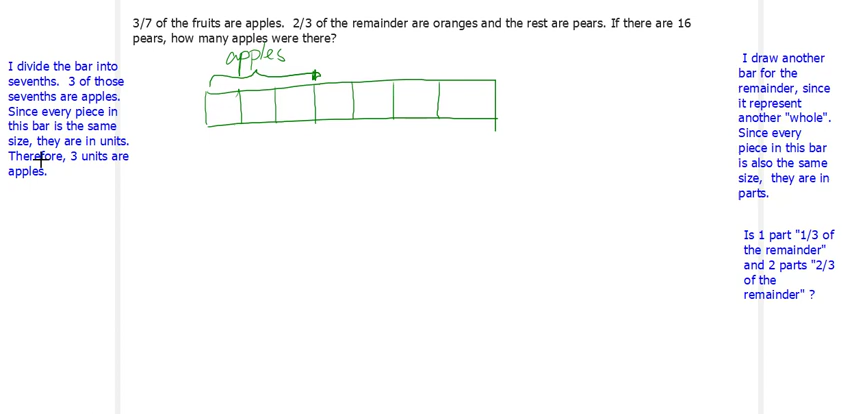 3/7 of the fruits are apples.  2/3 of the remainder are oranges and the rest are pears. If there are 16
pears, how many apples were there?
apples
I divide the bar into
sevenths.  3 of those
sevenths are apples.
Since every piece in
this bar is the same
size, they are in units.
Therefore, 3 units are
apples.
I draw another
bar for the
remainder, since
it represent
another "whole".
Since every
piece in this bar
is also the same
size,  they are in
parts.
Is 1 part "1/3 of
the remainder"
and 2 parts "2/3
of the
remainder" ?